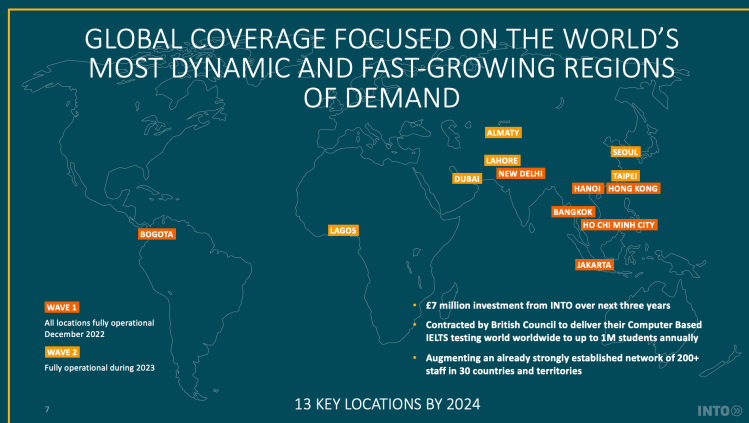 GLOBAL COVERAGE FOCUSED ON THE WORLD'S
MOST DYNAMIC AND FAST-GROWING REGIONS
OF DEMAND
ALMATY
SEOUL
LAHORE
NEW DELHI
DUBAI
TAIPEI
HANOI
HONG KONG
BANGKOK
HO CHI MINH CITY
LAGOS
BOGOTA
JAKARTA
WAVE 1
All locations fully operational
December 2022
WAVE 2
Fully operational during 2023
• £7 million investment from INTO over next three years
• Contracted by British Council to deliver their Computer Based
IELTS testing world worldwide to up to 1M students annually
• Augmenting an already strongly established network of 200+
staff in 30 countries and territories
13 KEY LOCATIONS BY 2024
7
INTO